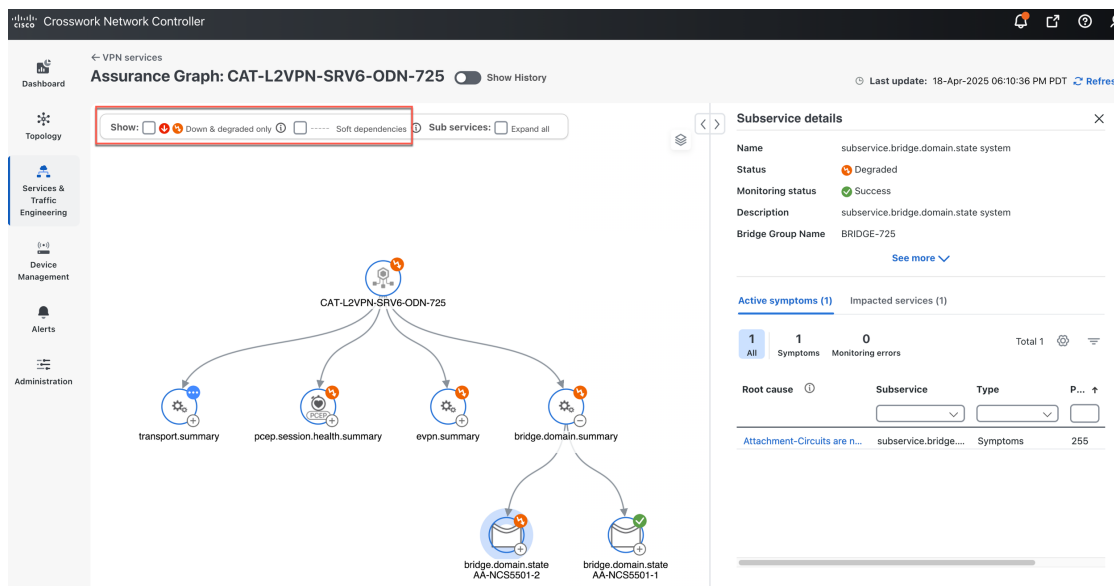 cisco Crosswork Network Controller
Dashboard
Topology
Services &
Traffic
Engineering
Device
Management
Alerts
Administration
← VPN services
Assurance Graph: CAT-L2VPN-SRV6-ODN-725 Show History
Last update: 18-Apr-2025 06:10:36 PM PDT Refres
Show: Down & degraded only Soft dependencies Sub services: Expand all
CAT-L2VPN-SRV6-ODN-725
PCEP
transport.summary pcep.session.health.summary evpn.summary bridge.domain.summary
bridge.domain.state bridge.domain.state
AA-NCS5501-2 AA-NCS5501-1
Subservice details
Name subservice.bridge.domain.state system
Status Degraded
Monitoring status Success
Description subservice.bridge.domain.state system
Bridge Group Name BRIDGE-725
See more
Active symptoms (1) Impacted services (1)
1 1 0 Total 1
All Symptoms Monitoring errors
Root cause Subservice Type P... ↑
Attachment-Circuits are n... subservice.bridge.... Symptoms 255